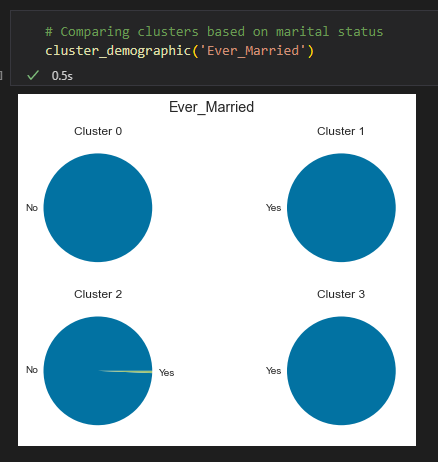 # Comparing clusters based on marital status
cluster_demographic('Ever_Married')
0.5s
Ever_Married
Cluster 0
Cluster 1
No
Yes
Cluster 2
Cluster 3
No
Yes
Yes